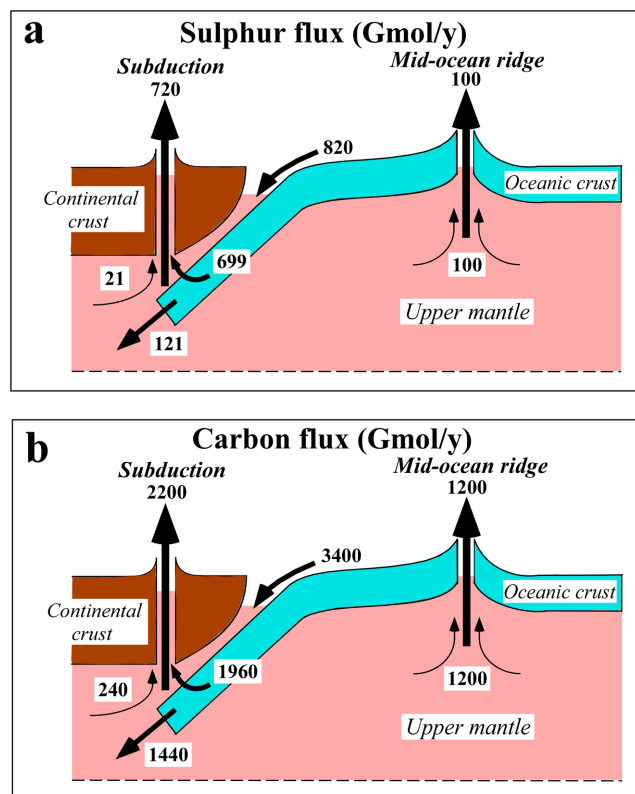 a
Sulphur flux (Gmol/y)
Subduction
720
Mid-ocean ridge
100
820
Continental
crust
Oceanic crust
21
699
100
121
Upper mantle
b
Carbon flux (Gmol/y)
Subduction
2200
Mid-ocean ridge
1200
3400
Continental
crust
Oceanic crust
240
1960
1200
1440
Upper mantle